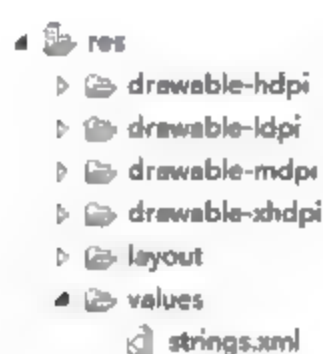 res
drawable-hdpi
drawable-ldpi
drawable-mdpi
drawable-xhdpi
layout
values
strings.xml